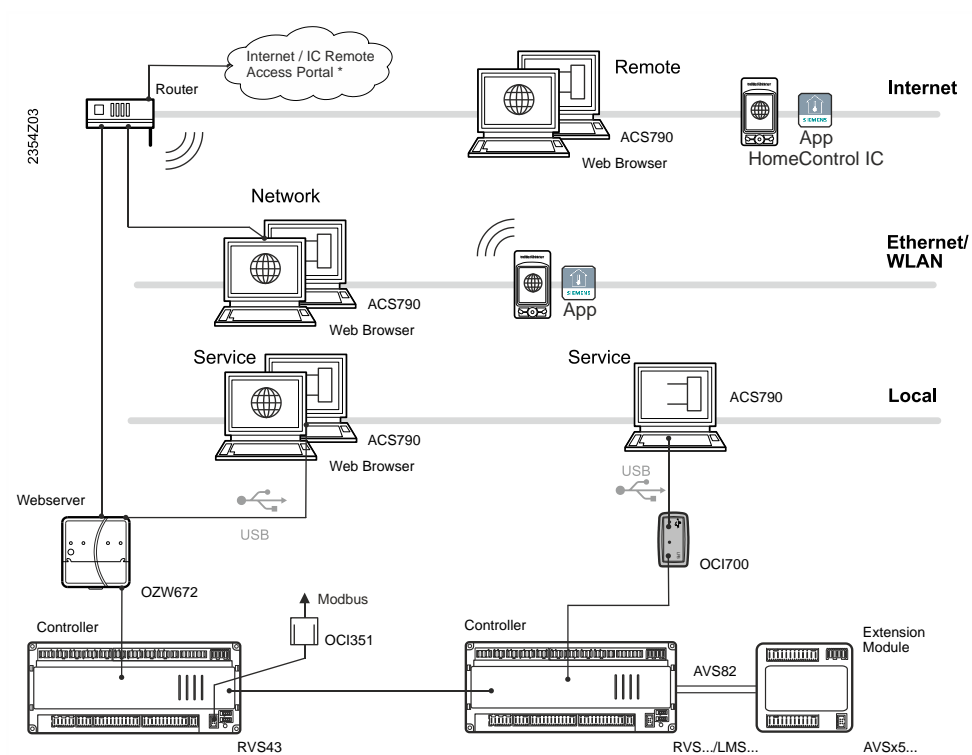 Internet / IC Remote
Access Portal *
Router
2354Z03
Remote
Internet
ACS790
Web Browser
SIEMENS
App
HomeControl IC
Network
Ethernet/
WLAN
ACS790
Web Browser
SIEMENS
App
Service
Service
ACS790
Local
ACS790
Web Browser
USB
USB
Webserver
OZW672
OCI700
Modbus
OCI351
Controller
Controller
AVS82
Extension
Module
RVS43
RVS.../LMS...
AVSx5...